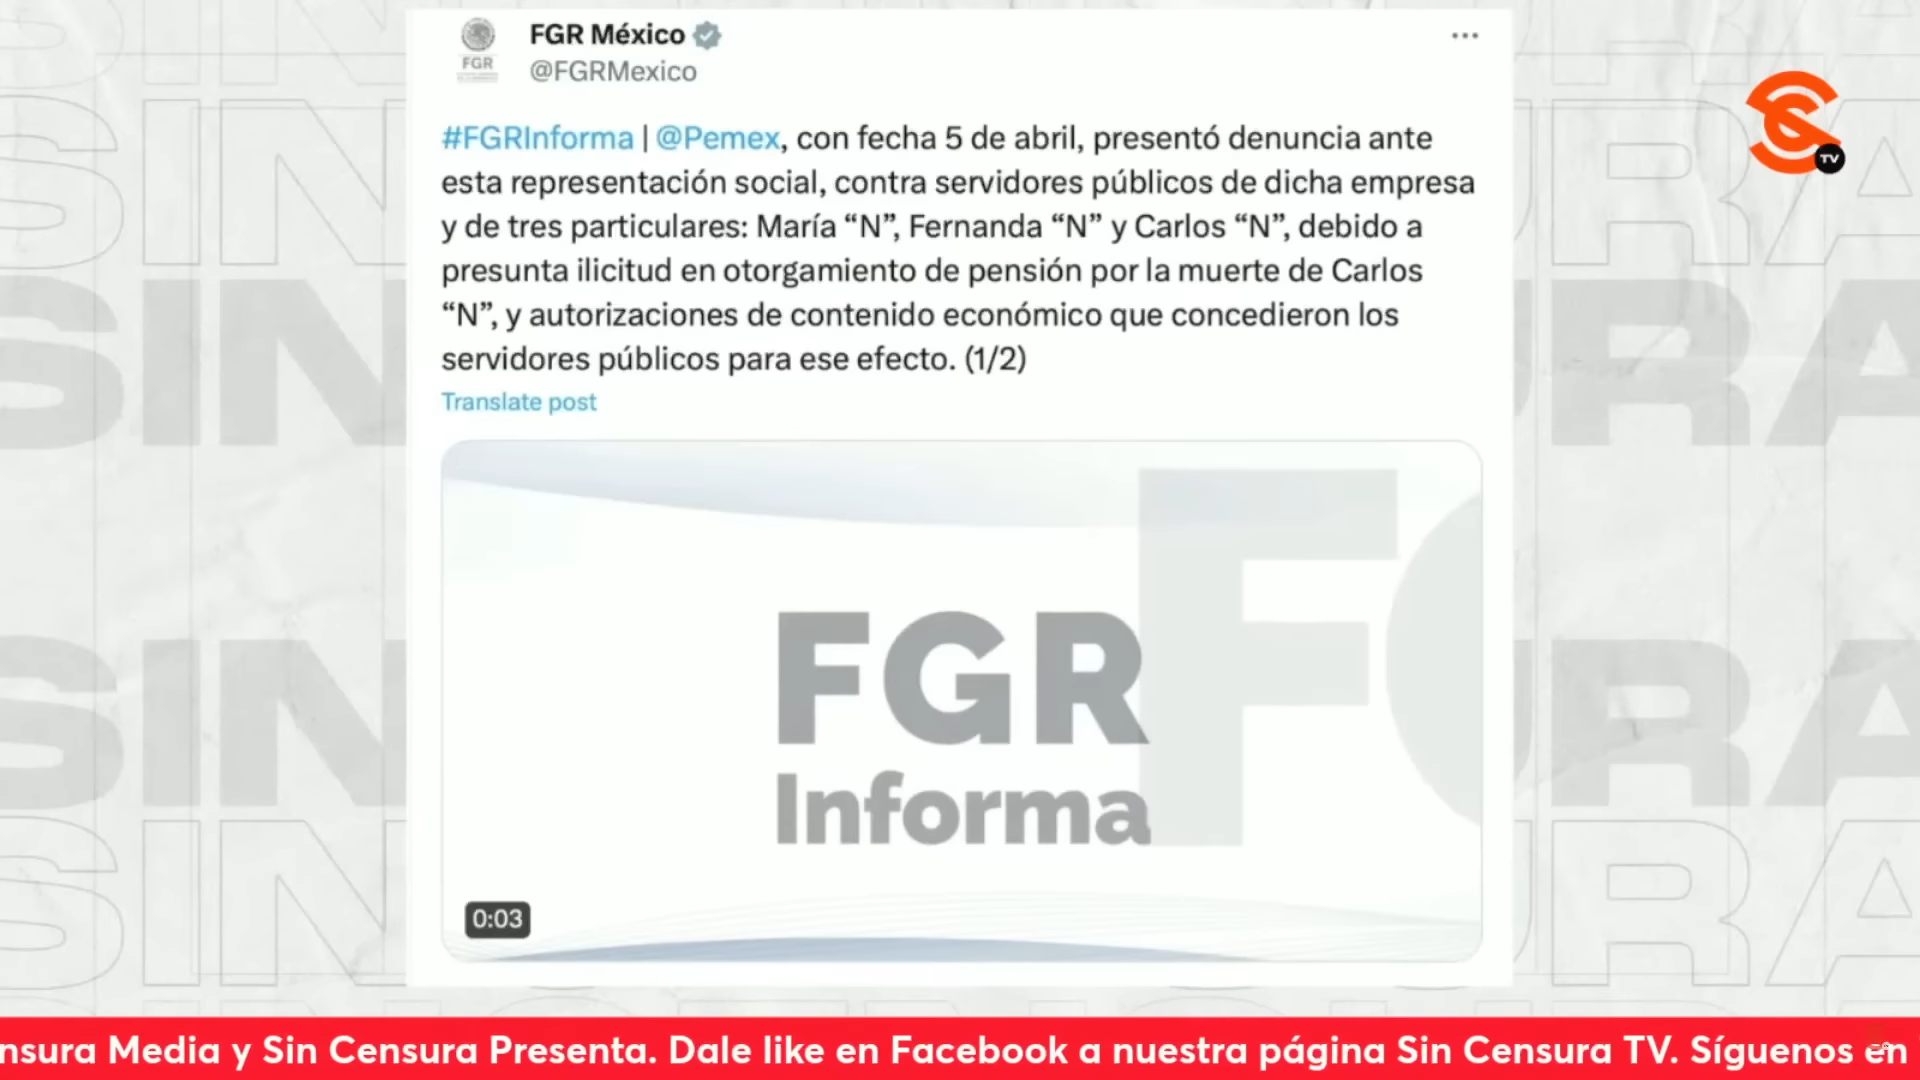 FGR México
FGR
@FGRMexico
TV
#FGRInforma | @Pemex, con fecha 5 de abril, presentó denuncia ante
esta representación social, contra servidores públicos de dicha empresa
y de tres particulares: María “N”, Fernanda “N” y Carlos “N”, debido a
presunta ilicitud en otorgamiento de pensión por la muerte de Carlos
“N”, y autorizaciones de contenido económico que concedieron los
servidores públicos para ese efecto. (1/2)
Translate post
FGR
Informa
0:03
nsura Media y Sin Censura Presenta. Dale like en Facebook a nuestra página Sin Censura TV. Síguenos en